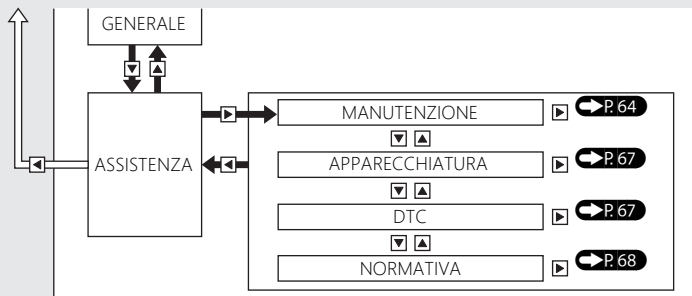 GENERALE
ASSISTENZA
MANUTENZIONE P. 64
APPARECCHIATURA P. 67
DTC P. 67
NORMATIVA P. 68